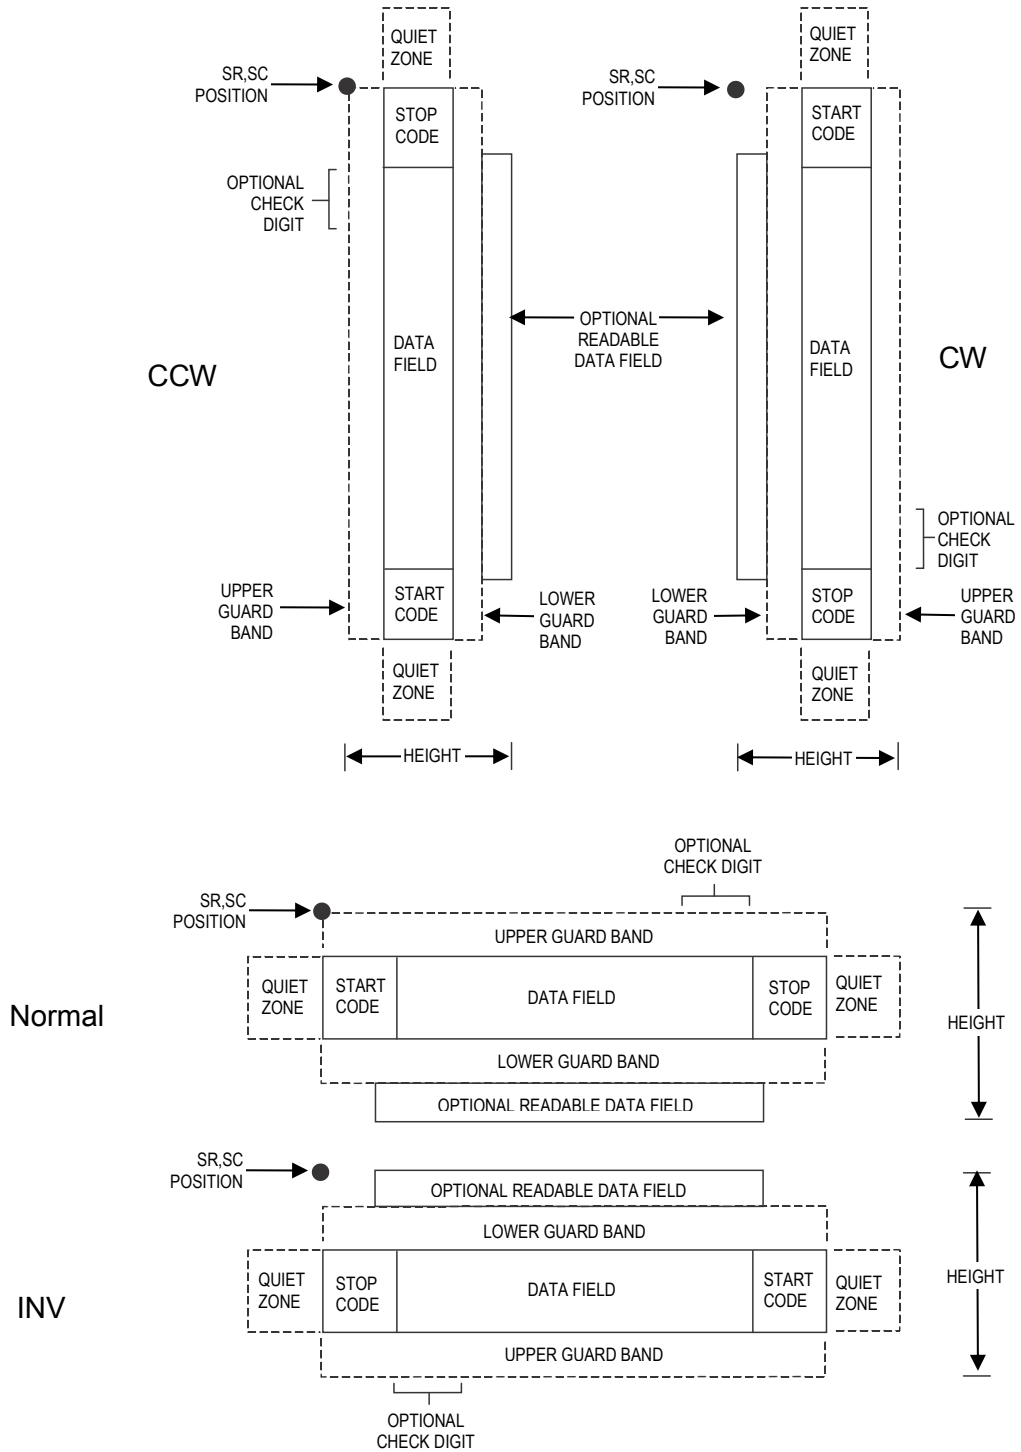 QUIET
ZONE
SR,SC
POSITION
STOP
CODE
OPTIONAL
CHECK
DIGIT
DATA
FIELD
CCW
UPPER
GUARD
BAND
START
CODE
LOWER
GUARD
BAND
QUIET
ZONE
HEIGHT
OPTIONAL
READABLE
DATA FIELD
QUIET
ZONE
SR,SC
POSITION
START
CODE
DATA
FIELD
CW
OPTIONAL
CHECK
DIGIT
LOWER
GUARD
BAND
STOP
CODE
UPPER
GUARD
BAND
QUIET
ZONE
HEIGHT
OPTIONAL
CHECK DIGIT
SR,SC
POSITION
UPPER GUARD BAND
Normal
QUIET
ZONE
START
CODE
DATA FIELD
STOP
CODE
QUIET
ZONE
HEIGHT
LOWER GUARD BAND
OPTIONAL READABLE DATA FIELD
SR,SC
POSITION
OPTIONAL READABLE DATA FIELD
LOWER GUARD BAND
INV
QUIET
ZONE
STOP
CODE
DATA FIELD
START
CODE
QUIET
ZONE
HEIGHT
UPPER GUARD BAND
OPTIONAL
CHECK DIGIT